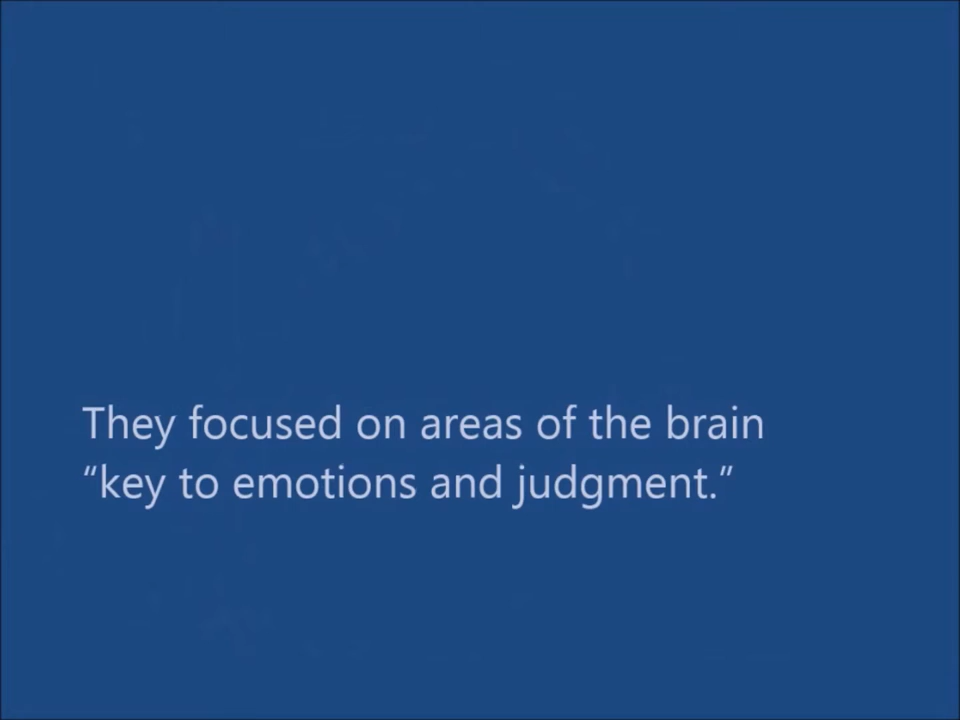 They focused on areas of the brain
“key to emotions and judgment.”